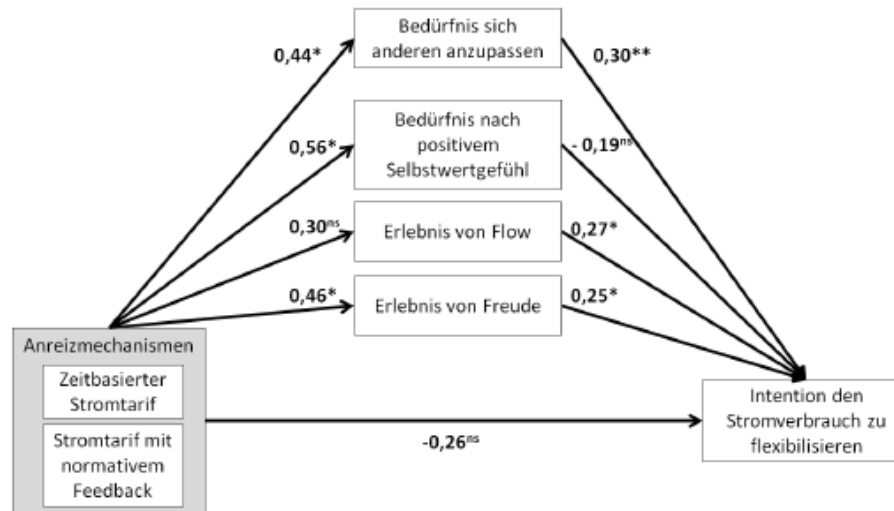 Bedürfnis sich
anderen anzupassen
0,44*
0,30**
Bedürfnis nach
positivem
Selbstwertgefühl
0,56*
- 0,19ns
0,30ns
Erlebnis von Flow
0,27*
0,46*
Erlebnis von Freude
0,25*
Anreizmechanismen
Zeitbasierter
Stromtarif
Stromtarif mit
normativem
Feedback
-0,26ns
Intention den
Stromverbrauch zu
flexibilisieren